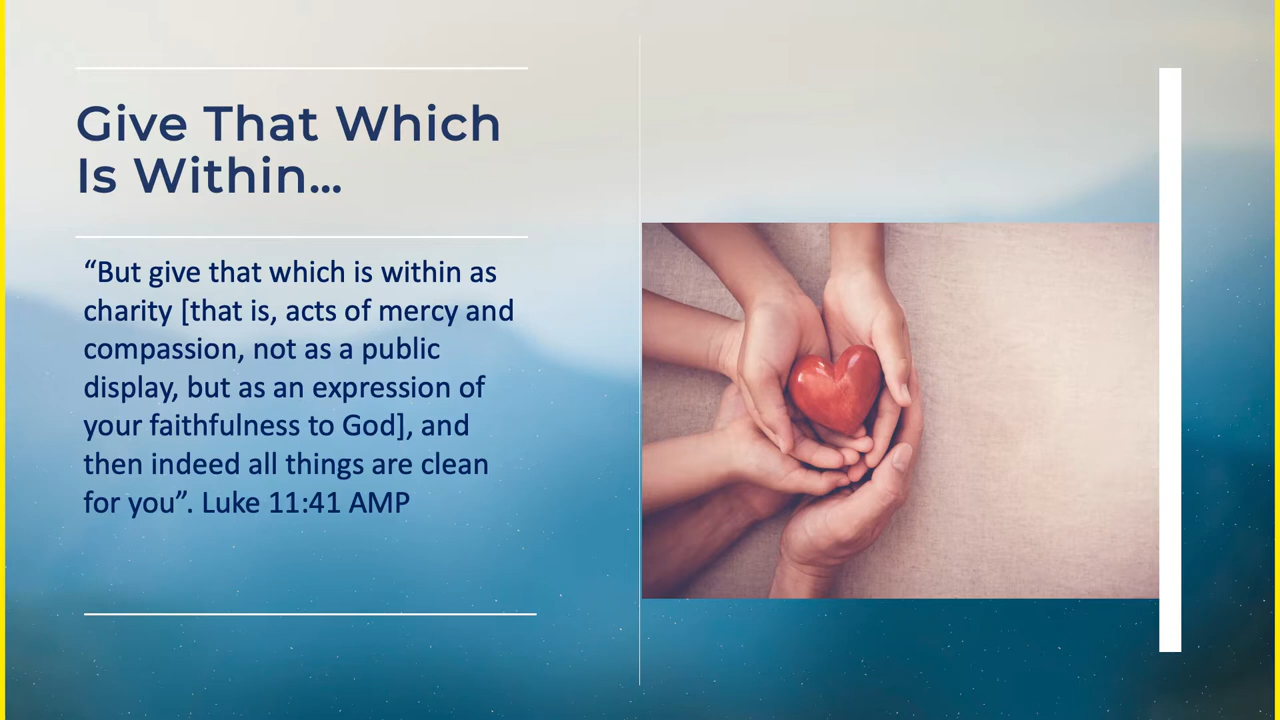 Give That Which
Is Within...
“But give that which is within as
charity [that is, acts of mercy and
compassion, not as a public
display, but as an expression of
your faithfulness to God], and
then indeed all things are clean
for you”. Luke 11:41 AMP